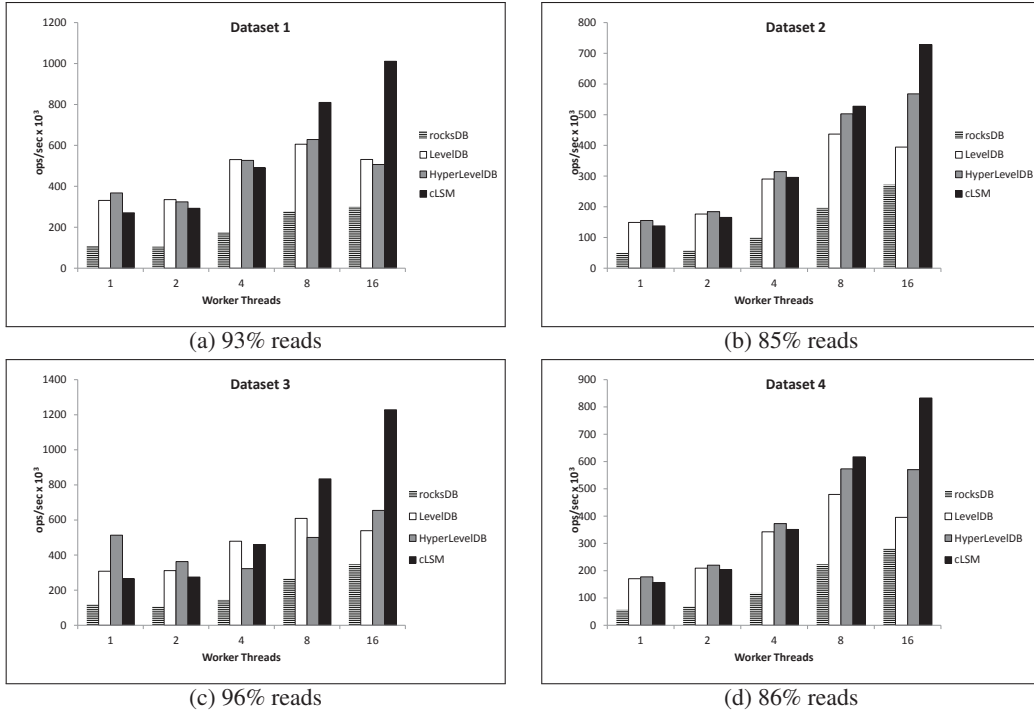 Dataset 1
1200
1000
800
600
400
200
0
ops/sec x 10³
1 2 4 8 16
Worker Threads
rocksDB
LevelDB
HyperLevelDB
cLSM
(a) 93% reads
Dataset 2
800
700
600
500
400
300
200
100
0
ops/sec x 10³
1 2 4 8 16
Worker Threads
rocksDB
LevelDB
HyperLevelDB
cLSM
(b) 85% reads
Dataset 3
1400
1200
1000
800
600
400
200
0
ops/sec x 10³
1 2 4 8 16
Worker Threads
rocksDB
LevelDB
HyperLevelDB
cLSM
(c) 96% reads
Dataset 4
900
800
700
600
500
400
300
200
100
0
ops/sec x 10³
1 2 4 8 16
Worker Threads
rocksDB
LevelDB
HyperLevelDB
cLSM
(d) 86% reads